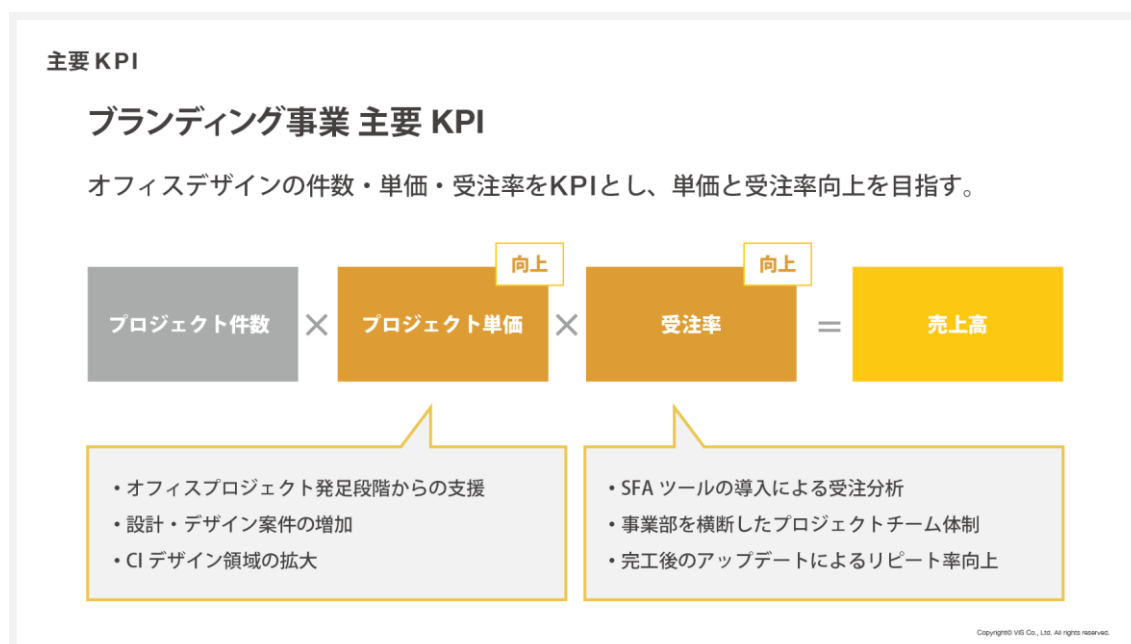 主要KPI
ブランディング事業 主要 KPI
オフィスデザインの件数・単価・受注率をKPIとし、単価と受注率向上を目指す。
向上
向上
プロジェクト件数 × プロジェクト単価 × 受注率 = 売上高
・オフィスプロジェクト発足段階からの支援
・設計・デザイン案件の増加
・CI デザイン領域の拡大
・SFA ツールの導入による受注分析
・事業部を横断したプロジェクトチーム体制
・完工後のアップデートによるリピート率向上
Copyright© ViS Co., Ltd. All rights reserved.